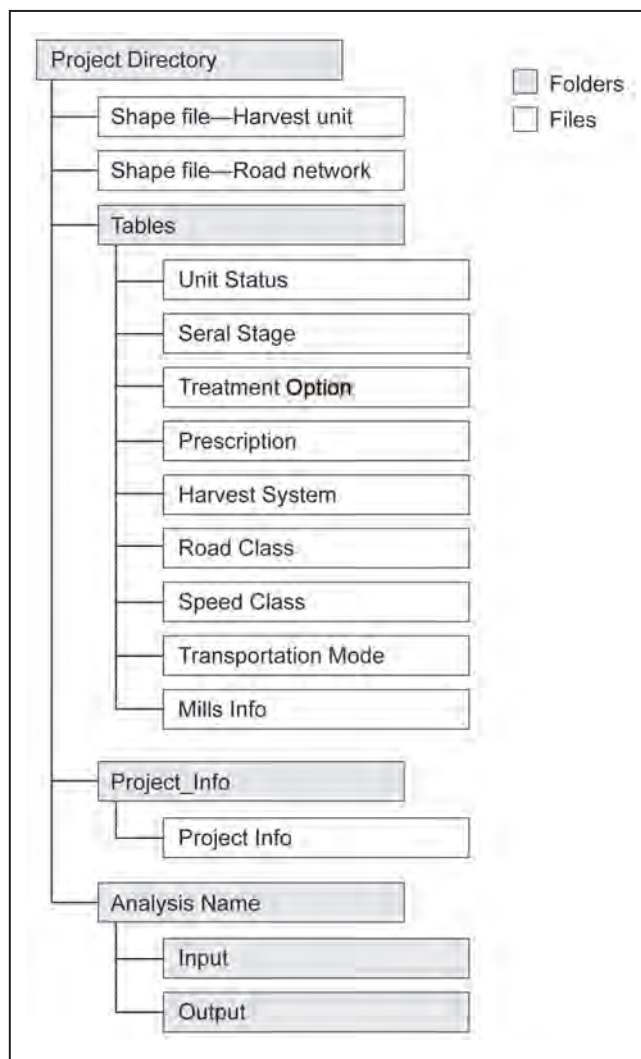 Project Directory
Folders
Files
Shape file—Harvest unit
Shape file—Road network
Tables
Unit Status
Seral Stage
Treatment Option
Prescription
Harvest System
Road Class
Speed Class
Transportation Mode
Mills Info
Project_Info
Project Info
Analysis Name
Input
Output